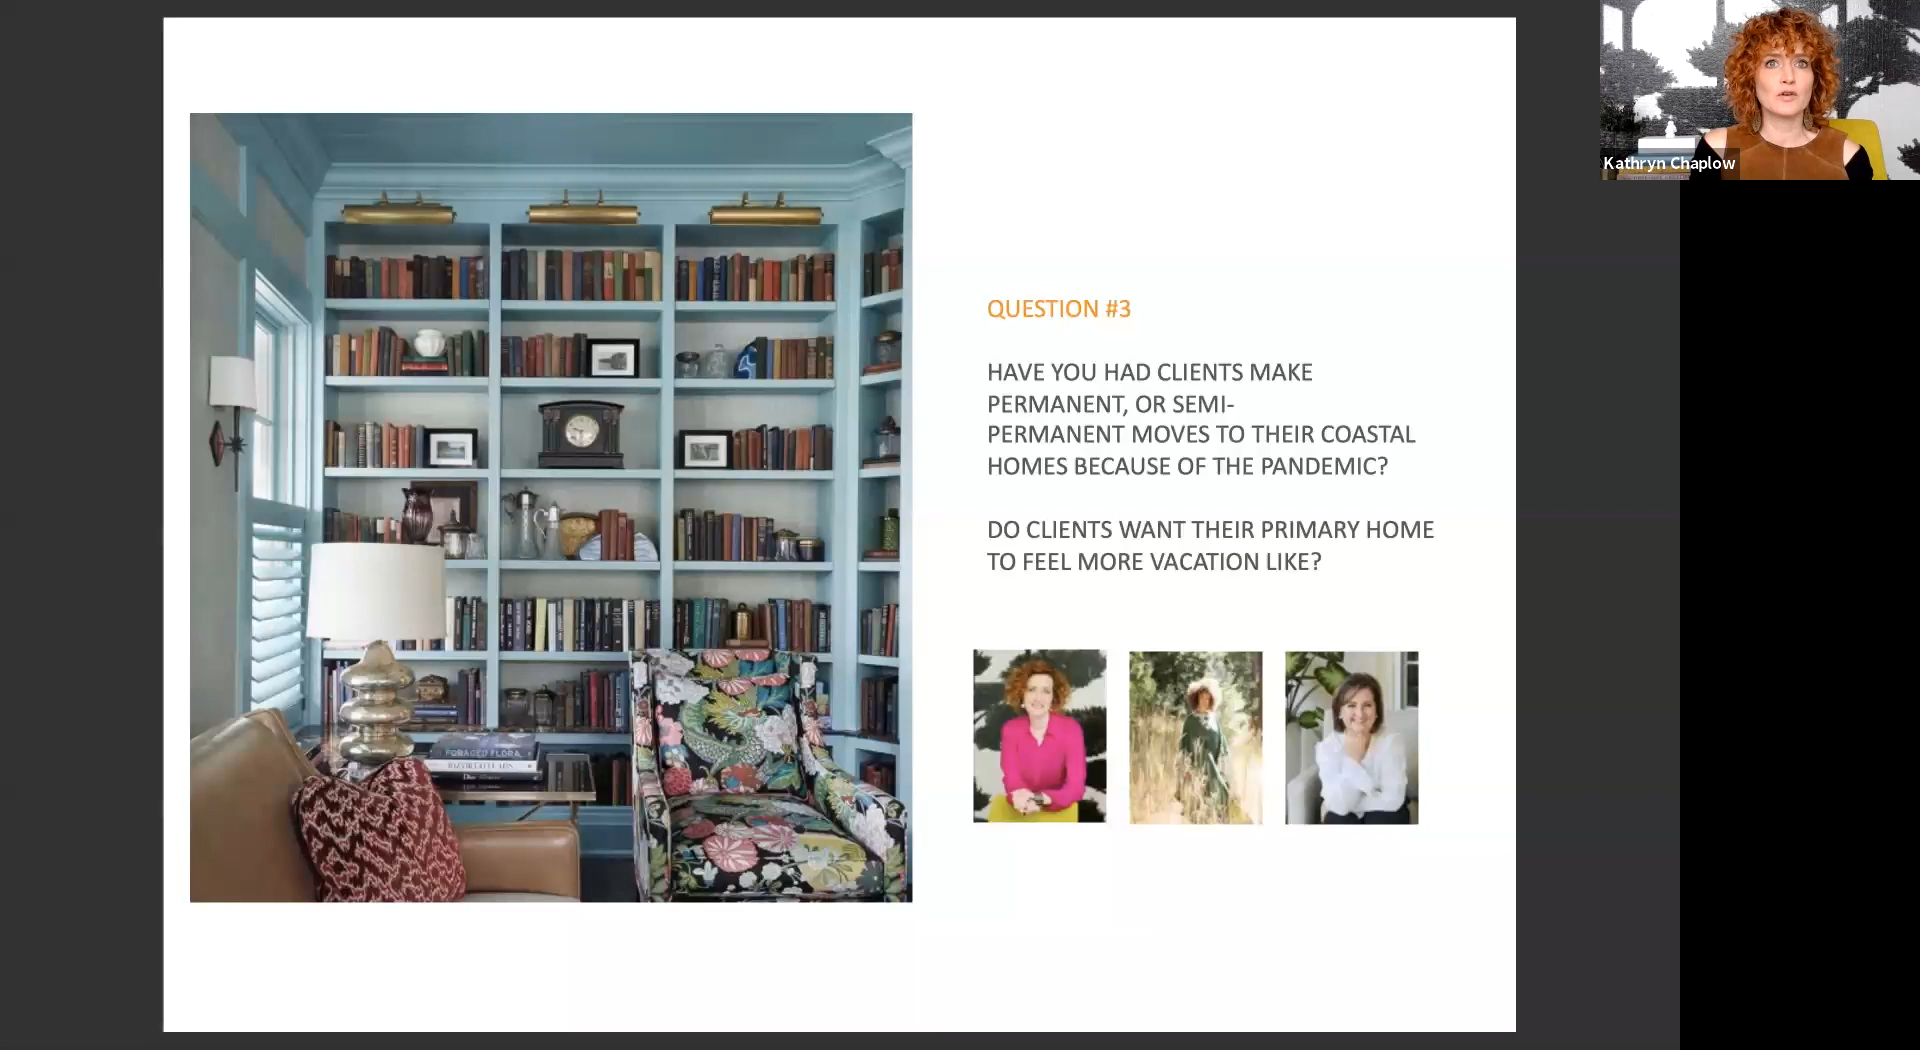 Kathryn Chaplow
QUESTION #3
HAVE YOU HAD CLIENTS MAKE
PERMANENT, OR SEMI-
PERMANENT MOVES TO THEIR COASTAL
HOMES BECAUSE OF THE PANDEMIC?
DO CLIENTS WANT THEIR PRIMARY HOME
TO FEEL MORE VACATION LIKE?
FORAGED FLORA
Dior